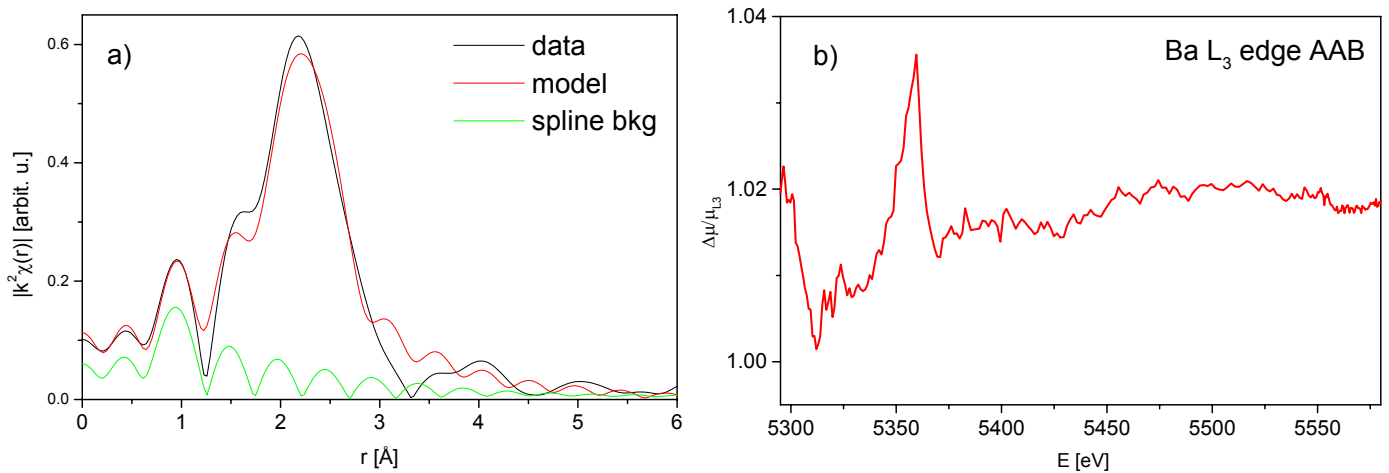 a)
data
model
spline bkg
|k²χ(r)| [arbit. u.]
0.6
0.4
0.2
0.0
0 1 2 3 4 5 6
r [Å]
b)
Ba L₃ edge AAB
Δμ/μ_L3
1.04
1.02
1.00
5300 5350 5400 5450 5500 5550
E [eV]